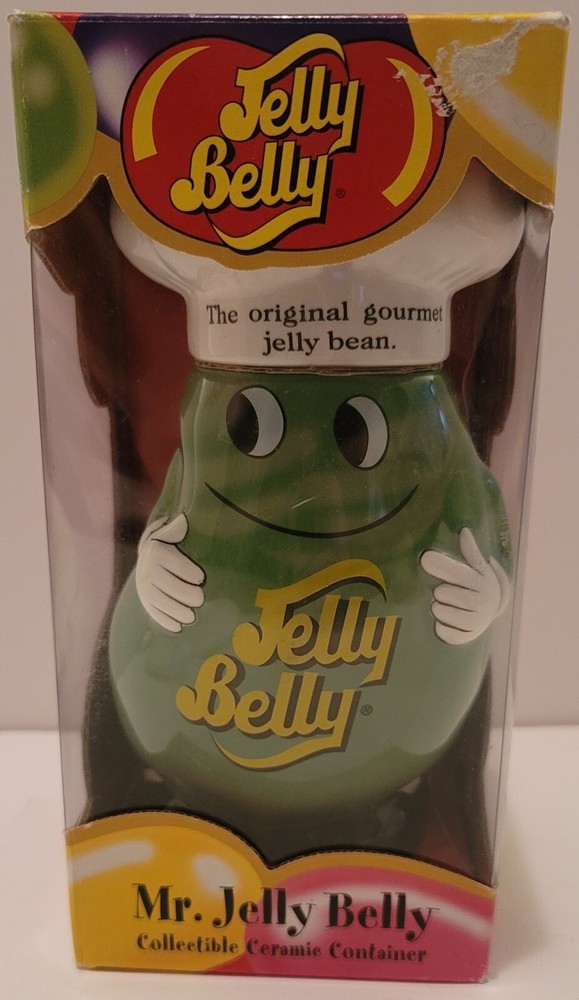 Jelly
Belly®
The original gourmet
jelly bean.
Jelly
Belly®
Mr. Jelly Belly
Collectible Ceramic Container